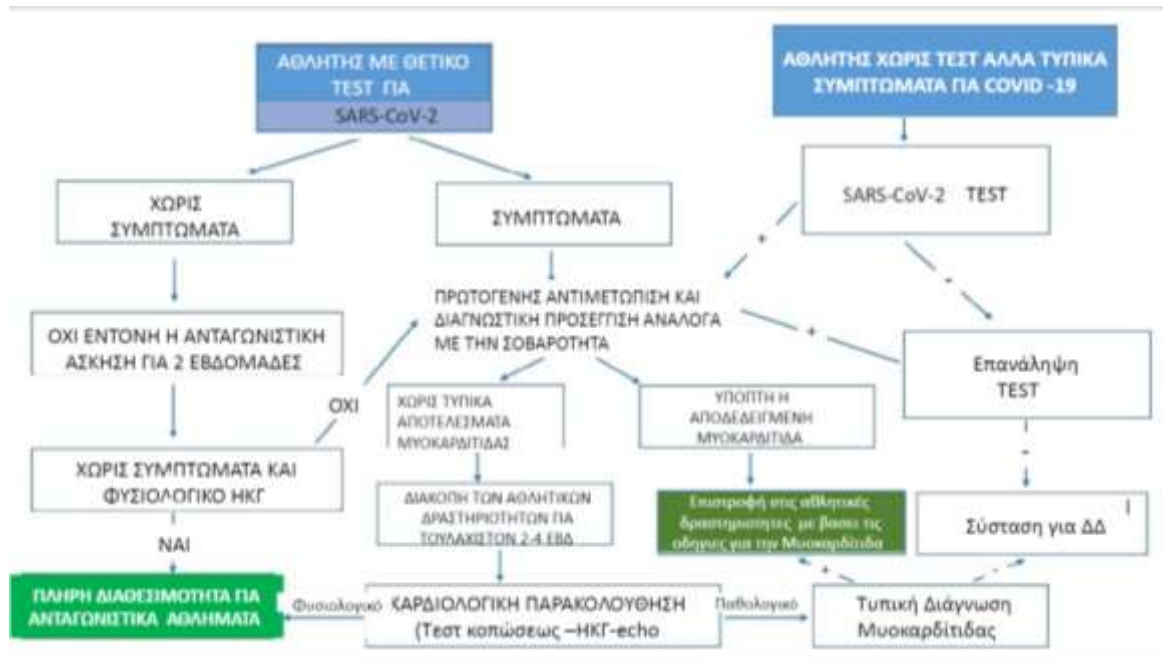 ΑΘΛΗΤΗΣ ΜΕ ΘΕΤΙΚΟ
TEST ΓΙΑ
SARS-CoV-2
ΑΘΛΗΤΗΣ ΧΩΡΙΣ ΤΕΣΤ ΑΛΛΑ ΤΥΠΙΚΑ
ΣΥΜΠΤΩΜΑΤΑ ΓΙΑ COVID -19
ΧΩΡΙΣ
ΣΥΜΠΤΩΜΑΤΑ
ΣΥΜΠΤΩΜΑΤΑ
SARS-CoV-2 TEST
+
-
ΠΡΩΤΟΓΕΝΗΣ ΑΝΤΙΜΕΤΩΠΙΣΗ ΚΑΙ
ΔΙΑΓΝΩΣΤΙΚΗ ΠΡΟΣΕΓΓΙΣΗ ΑΝΑΛΟΓΑ
ΜΕ ΤΗΝ ΣΟΒΑΡΟΤΗΤΑ
ΟΧΙ ΕΝΤΟΝΗ Η ΑΝΤΑΓΩΝΙΣΤΙΚΗ
ΑΣΚΗΣΗ ΓΙΑ 2 ΕΒΔΟΜΑΔΕΣ
+
Επανάληψη
TEST
ΟΧΙ
ΧΩΡΙΣ ΤΥΠΙΚΑ
ΑΠΟΤΕΛΕΣΜΑΤΑ
ΜΥΟΚΑΡΔΙΤΙΔΑΣ
ΥΠΟΠΤΗ Η
ΑΠΟΔΕΔΕΙΓΜΕΝΗ
ΜΥΟΚΑΡΔΙΤΙΔΑ
-
ΧΩΡΙΣ ΣΥΜΠΤΩΜΑΤΑ ΚΑΙ
ΦΥΣΙΟΛΟΓΙΚΟ ΗΚΓ
ΔΙΑΚΟΠΗ ΤΩΝ ΑΘΛΗΤΙΚΩΝ
ΔΡΑΣΤΗΡΙΟΤΗΤΩΝ ΓΙΑ
ΤΟΥΛΑΧΙΣΤΟΝ 2-4 ΕΒΔ
Επιστροφή στις αθλητικές
δραστηριοτητες με βασει τις
οδηγιες για την Μυοκαρδίτιδα
Σύσταση για ΔΔ
ΝΑΙ
+
-
ΠΛΗΡΗ ΔΙΑΘΕΣΙΜΟΤΗΤΑ ΓΙΑ
ΑΝΤΑΓΩΝΙΣΤΙΚΑ ΑΘΛΗΜΑΤΑ
Φυσιολογικό
ΚΑΡΔΙΟΛΟΓΙΚΗ ΠΑΡΑΚΟΛΟΥΘΗΣΗ
(Τεστ κοπώσεως –ΗΚΓ-echo
Παθολογικό
Τυπική Διάγνωση
Μυοκαρδίτιδας